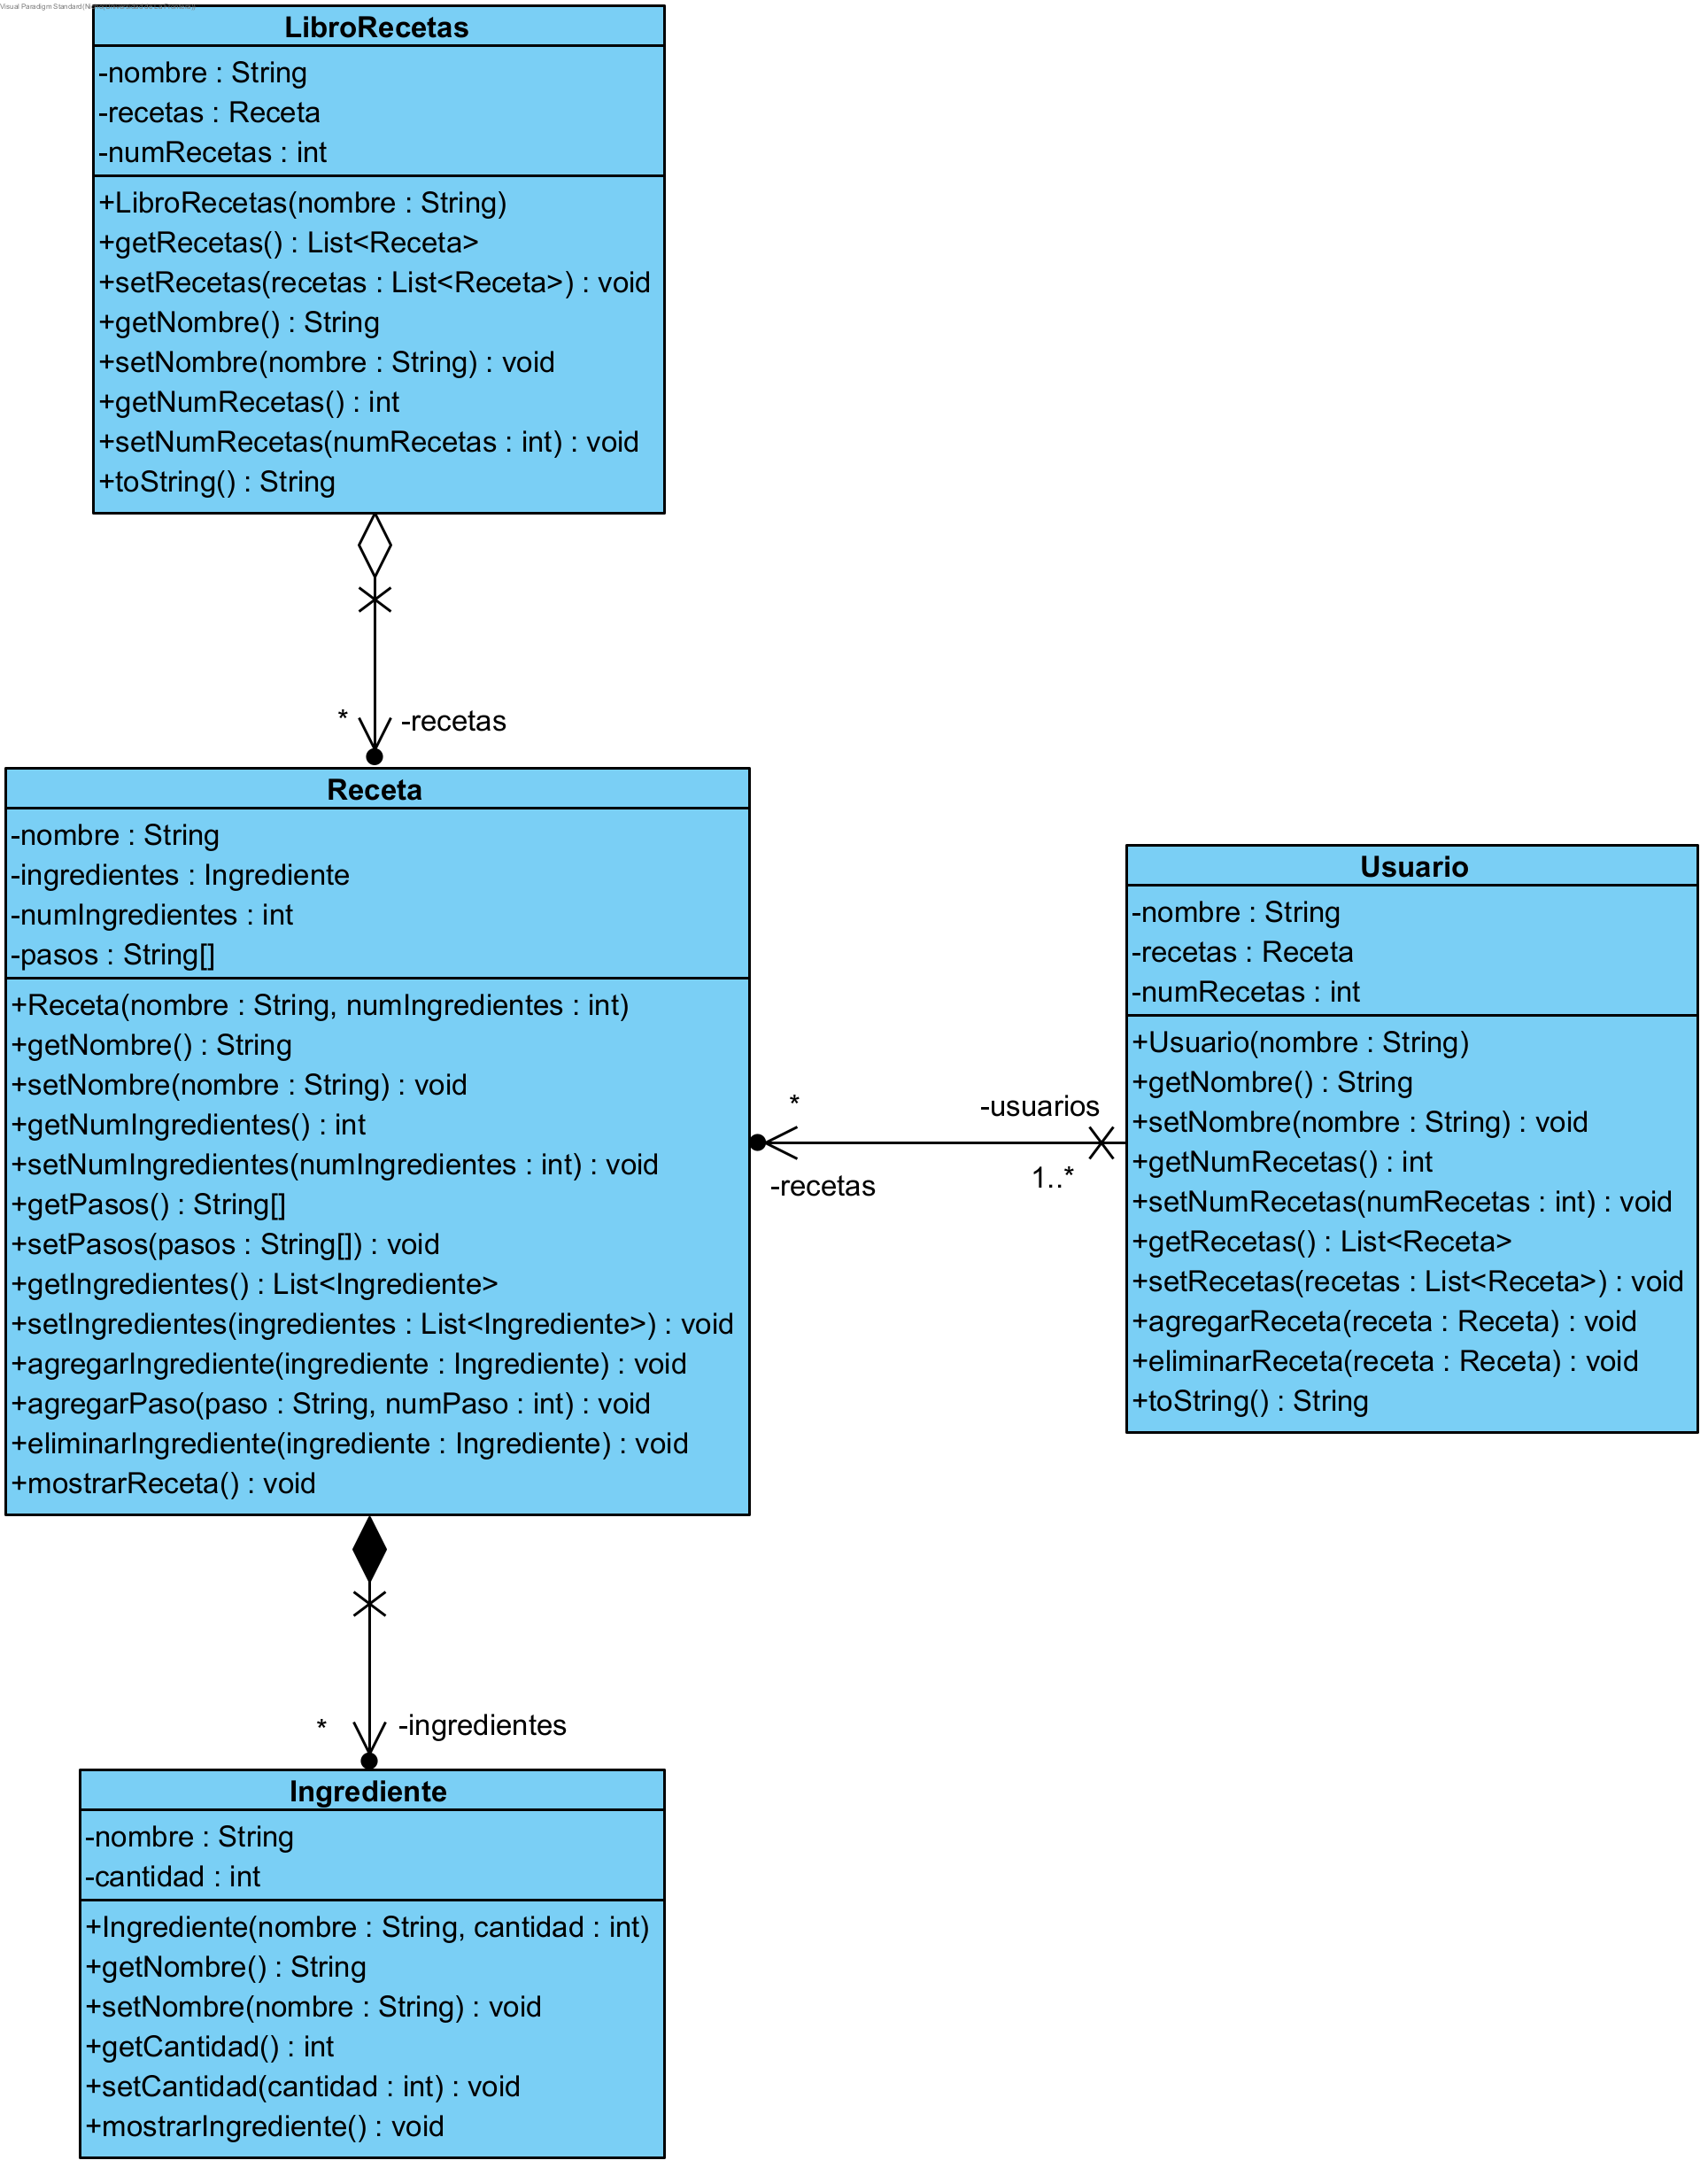 Visual Paradigm Standard
LibroRecetas
-nombre : String
-recetas : Receta
-numRecetas : int
+LibroRecetas(nombre : String)
+getRecetas() : List<Receta>
+setRecetas(recetas : List<Receta>) : void
+getNombre() : String
+setNombre(nombre : String) : void
+getNumRecetas() : int
+setNumRecetas(numRecetas : int) : void
+toString() : String
* -recetas
Receta
-nombre : String
-ingredientes : Ingrediente
-numIngredientes : int
-pasos : String[]
+Receta(nombre : String, numIngredientes : int)
+getNombre() : String
+setNombre(nombre : String) : void
+getNumIngredientes() : int
+setNumIngredientes(numIngredientes : int) : void
+getPasos() : String[]
+setPasos(pasos : String[]) : void
+getIngredientes() : List<Ingrediente>
+setIngredientes(ingredientes : List<Ingrediente>) : void
+agregarIngrediente(ingrediente : Ingrediente) : void
+agregarPaso(paso : String, numPaso : int) : void
+eliminarIngrediente(ingrediente : Ingrediente) : void
+mostrarReceta() : void
* -usuarios
-recetas 1..*
Usuario
-nombre : String
-recetas : Receta
-numRecetas : int
+Usuario(nombre : String)
+getNombre() : String
+setNombre(nombre : String) : void
+getNumRecetas() : int
+setNumRecetas(numRecetas : int) : void
+getRecetas() : List<Receta>
+setRecetas(recetas : List<Receta>) : void
+agregarReceta(receta : Receta) : void
+eliminarReceta(receta : Receta) : void
+toString() : String
* -ingredientes
Ingrediente
-nombre : String
-cantidad : int
+Ingrediente(nombre : String, cantidad : int)
+getNombre() : String
+setNombre(nombre : String) : void
+getCantidad() : int
+setCantidad(cantidad : int) : void
+mostrarIngrediente() : void